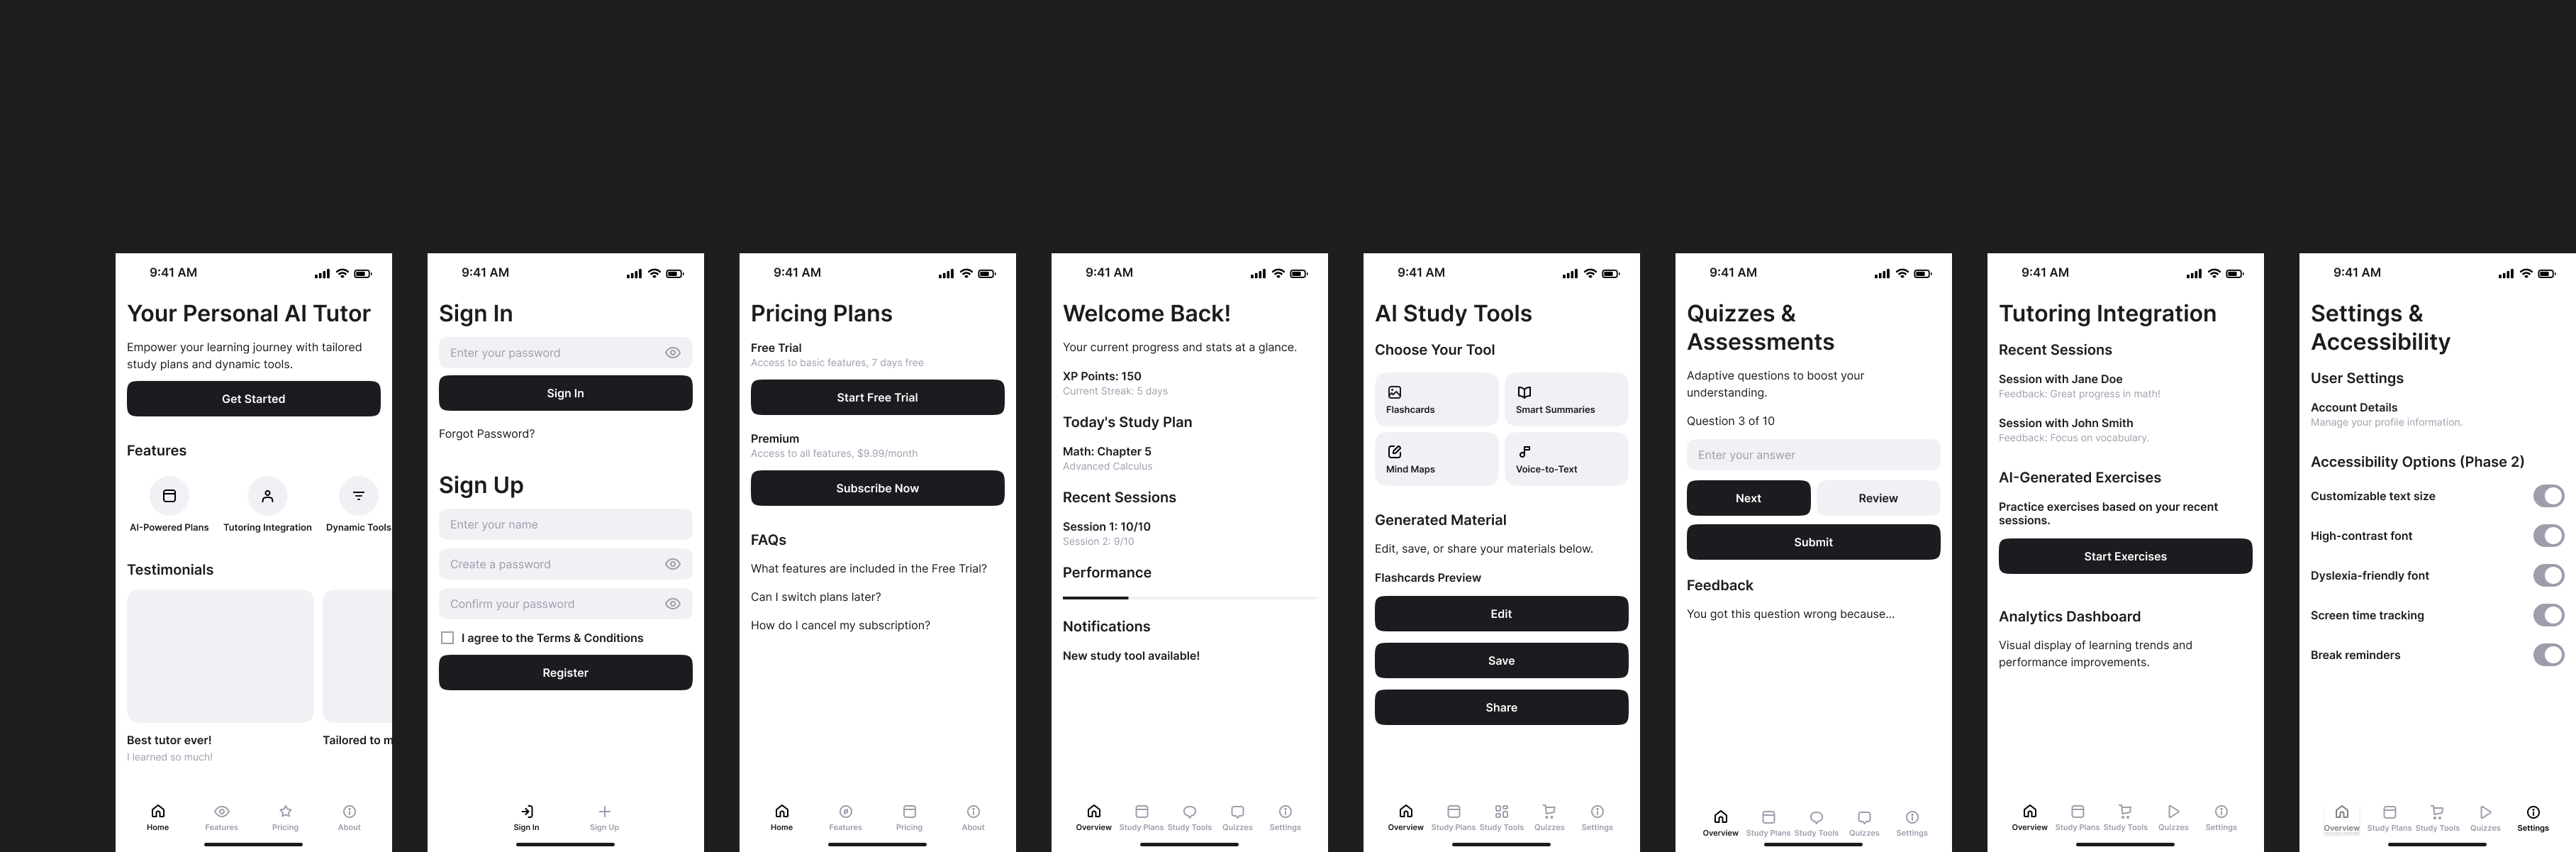 9:41 AM
Your Personal AI Tutor
Empower your learning journey with tailored
study plans and dynamic tools.
Get Started
Features
AI-Powered Plans
Tutoring Integration
Dynamic Tools
Testimonials
Best tutor ever!
Tailored to m
I learned so much!
Home
Features
Pricing
About
9:41 AM
Sign In
Enter your password
Sign In
Forgot Password?
Sign Up
Enter your name
Create a password
Confirm your password
I agree to the Terms & Conditions
Register
Sign In
Sign Up
9:41 AM
Pricing Plans
Free Trial
Access to basic features, 7 days free
Start Free Trial
Premium
Access to all features, $9.99/month
Subscribe Now
FAQs
What features are included in the Free Trial?
Can I switch plans later?
How do I cancel my subscription?
Home
Features
Pricing
About
9:41 AM
Welcome Back!
Your current progress and stats at a glance.
XP Points: 150
Current Streak: 5 days
Today's Study Plan
Math: Chapter 5
Advanced Calculus
Recent Sessions
Session 1: 10/10
Session 2: 9/10
Performance
Notifications
New study tool available!
Overview
Study Plans
Study Tools
Quizzes
Settings
9:41 AM
AI Study Tools
Choose Your Tool
Flashcards
Smart Summaries
Mind Maps
Voice-to-Text
Generated Material
Edit, save, or share your materials below.
Flashcards Preview
Edit
Save
Share
Overview
Study Plans
Study Tools
Quizzes
Settings
9:41 AM
Quizzes &
Assessments
Adaptive questions to boost your
understanding.
Question 3 of 10
Enter your answer
Next
Review
Submit
Feedback
You got this question wrong because...
Overview
Study Plans
Study Tools
Quizzes
Settings
9:41 AM
Tutoring Integration
Recent Sessions
Session with Jane Doe
Feedback: Great progress in math!
Session with John Smith
Feedback: Focus on vocabulary.
AI-Generated Exercises
Practice exercises based on your recent
sessions.
Start Exercises
Analytics Dashboard
Visual display of learning trends and
performance improvements.
Overview
Study Plans
Study Tools
Quizzes
Settings
9:41 AM
Settings &
Accessibility
User Settings
Account Details
Manage your profile information.
Accessibility Options (Phase 2)
Customizable text size
High-contrast font
Dyslexia-friendly font
Screen time tracking
Break reminders
Overview
Study Plans
Study Tools
Quizzes
Settings